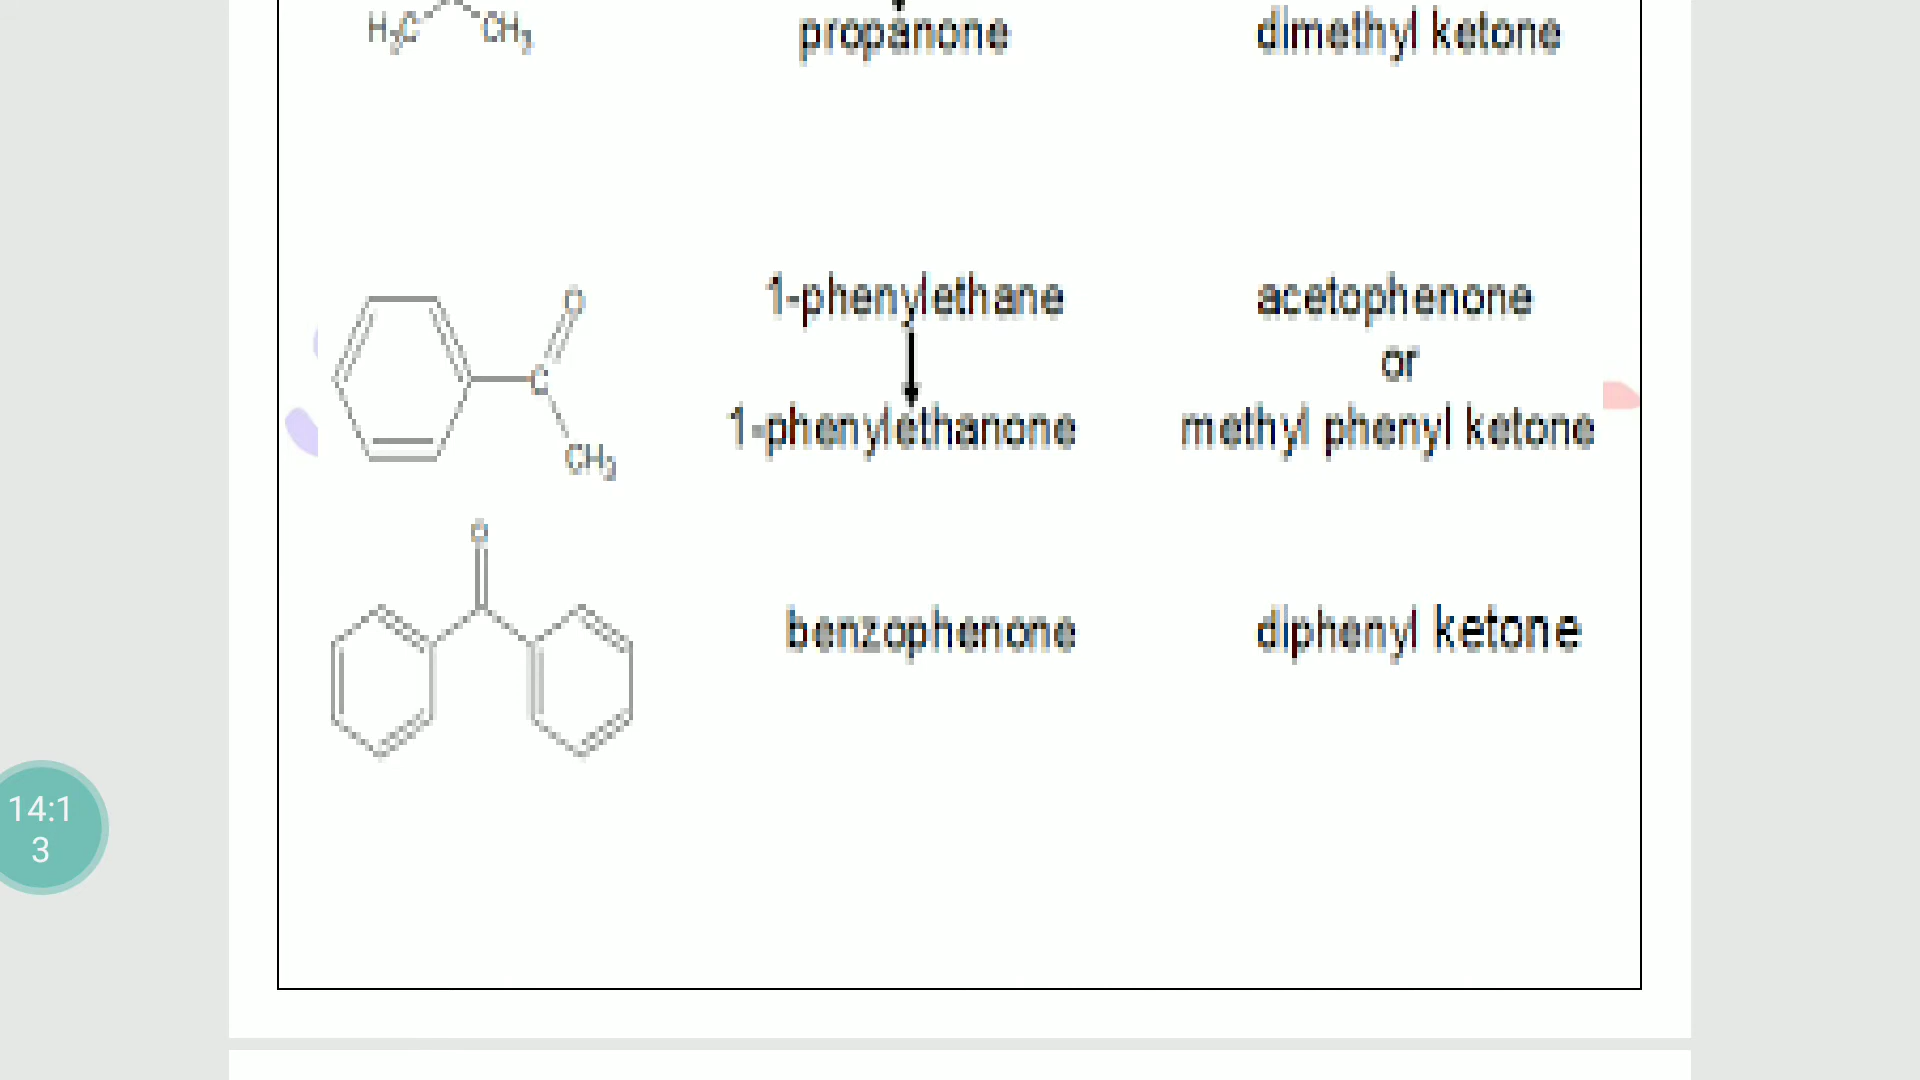 H₃C CH₃ propanone dimethyl ketone
1-phenylethane acetophenone
O
or
C
1-phenylethanone methyl phenyl ketone
CH₃
O
benzophenone diphenyl ketone
14:1
3